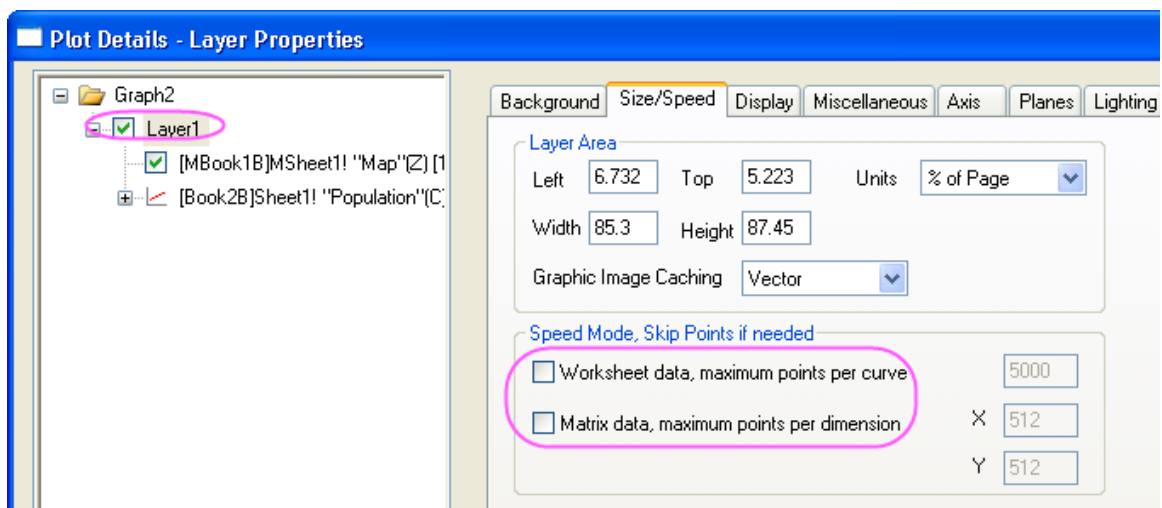 Plot Details - Layer Properties
Graph2
Layer1
[MBook1B]MSheet1! "Map"(Z) [1
[Book2B]Sheet1! "Population"(C)
Background Size/Speed Display Miscellaneous Axis Planes Lighting
Layer Area
Left 6.732 Top 5.223 Units % of Page
Width 85.3 Height 87.45
Graphic Image Caching Vector
Speed Mode, Skip Points if needed
Worksheet data, maximum points per curve 5000
Matrix data, maximum points per dimension X 512
Y 512